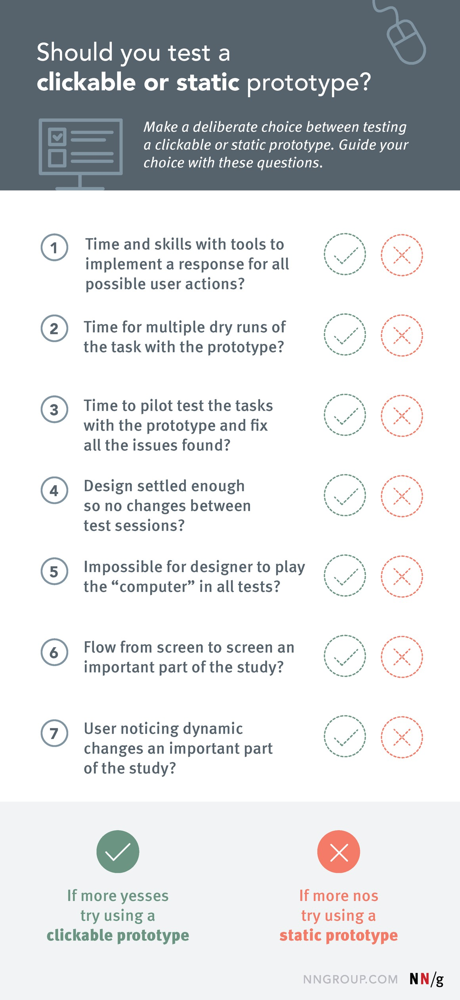 Should you test a
clickable or static prototype?
Make a deliberate choice between testing
a clickable or static prototype. Guide your
choice with these questions.
1
Time and skills with tools to
implement a response for all
possible user actions?
2
Time for multiple dry runs of
the task with the prototype?
3
Time to pilot test the tasks
with the prototype and fix
all the issues found?
4
Design settled enough
so no changes between
test sessions?
5
Impossible for designer to play
the “computer” in all tests?
6
Flow from screen to screen an
important part of the study?
7
User noticing dynamic
changes an important part
of the study?
If more yesses
try using a
clickable prototype
If more nos
try using a
static prototype
NNGROUP.COM NN/g